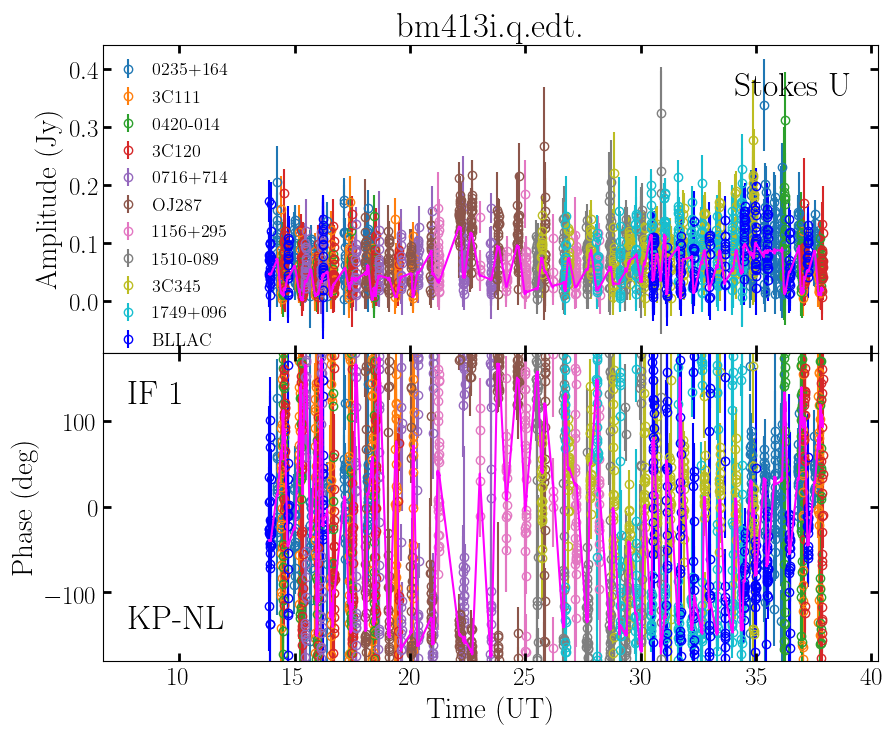 bm413i.q.edt.
Stokes U
Amplitude (Jy)
0.4
0.3
0.2
0.1
0.0
0235+164
3C111
0420-014
3C120
0716+714
OJ287
1156+295
1510-089
3C345
1749+096
BLLAC
IF 1
KP-NL
Phase (deg)
100
0
−100
10
15
20
25
30
35
40
Time (UT)